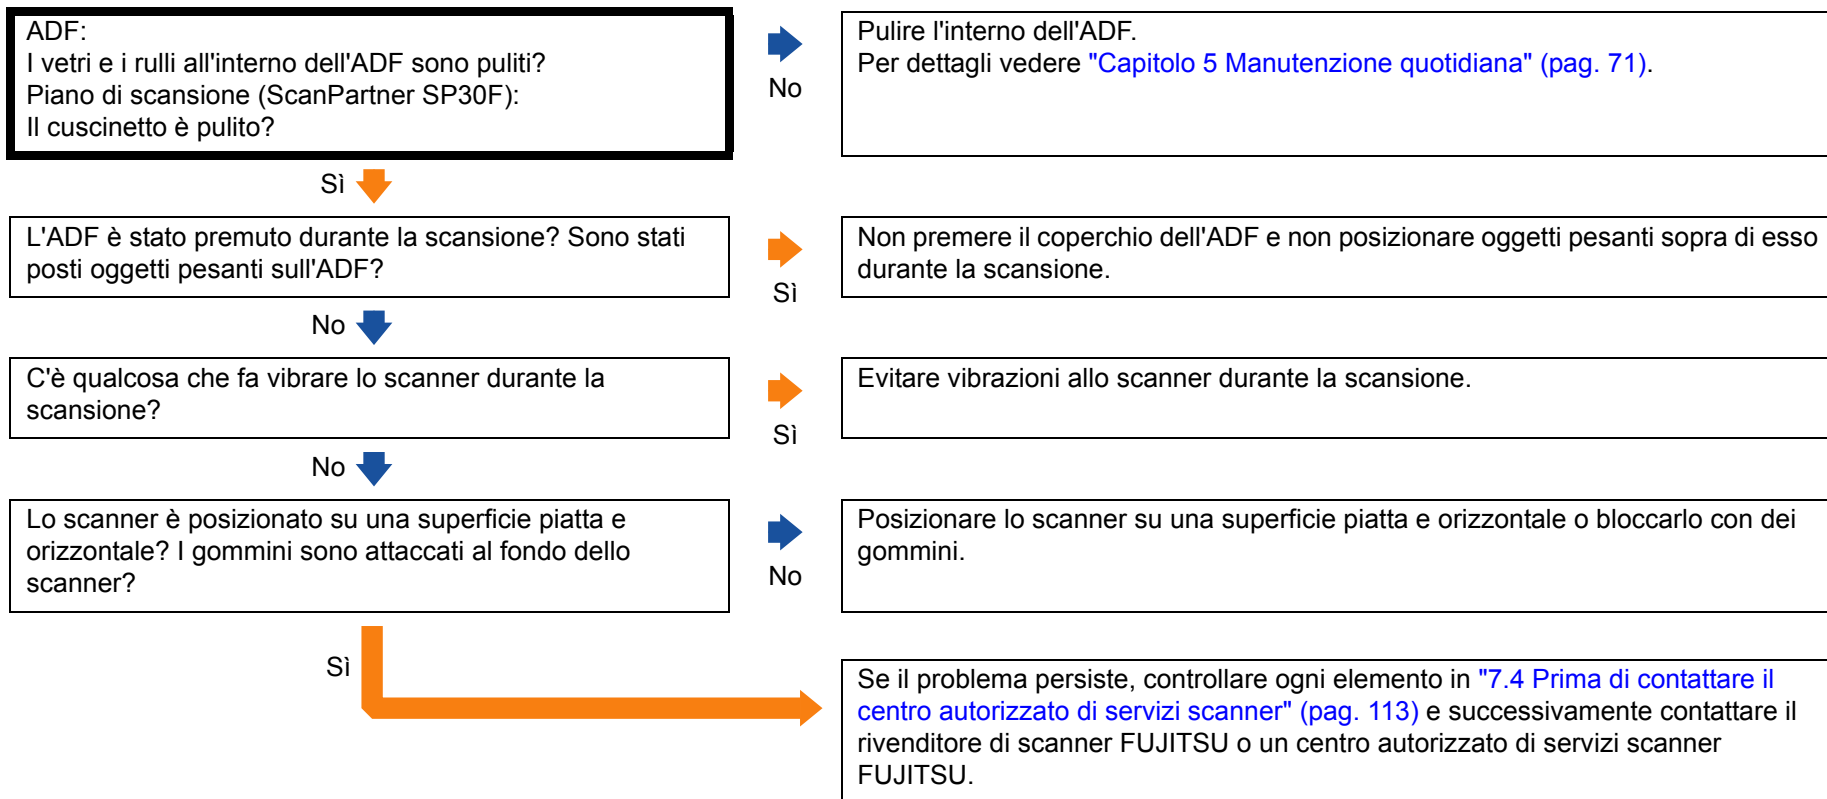 ADF:
I vetri e i rulli all'interno dell'ADF sono puliti?
Piano di scansione (ScanPartner SP30F):
Il cuscinetto è pulito?
No
Pulire l'interno dell'ADF.
Per dettagli vedere "Capitolo 5 Manutenzione quotidiana" (pag. 71).
Sì
L'ADF è stato premuto durante la scansione? Sono stati
posti oggetti pesanti sull'ADF?
Sì
Non premere il coperchio dell'ADF e non posizionare oggetti pesanti sopra di esso
durante la scansione.
No
C'è qualcosa che fa vibrare lo scanner durante la
scansione?
Sì
Evitare vibrazioni allo scanner durante la scansione.
No
Lo scanner è posizionato su una superficie piatta e
orizzontale? I gommini sono attaccati al fondo dello
scanner?
No
Posizionare lo scanner su una superficie piatta e orizzontale o bloccarlo con dei
gommini.
Sì
Se il problema persiste, controllare ogni elemento in "7.4 Prima di contattare il
centro autorizzato di servizi scanner" (pag. 113) e successivamente contattare il
rivenditore di scanner FUJITSU o un centro autorizzato di servizi scanner
FUJITSU.